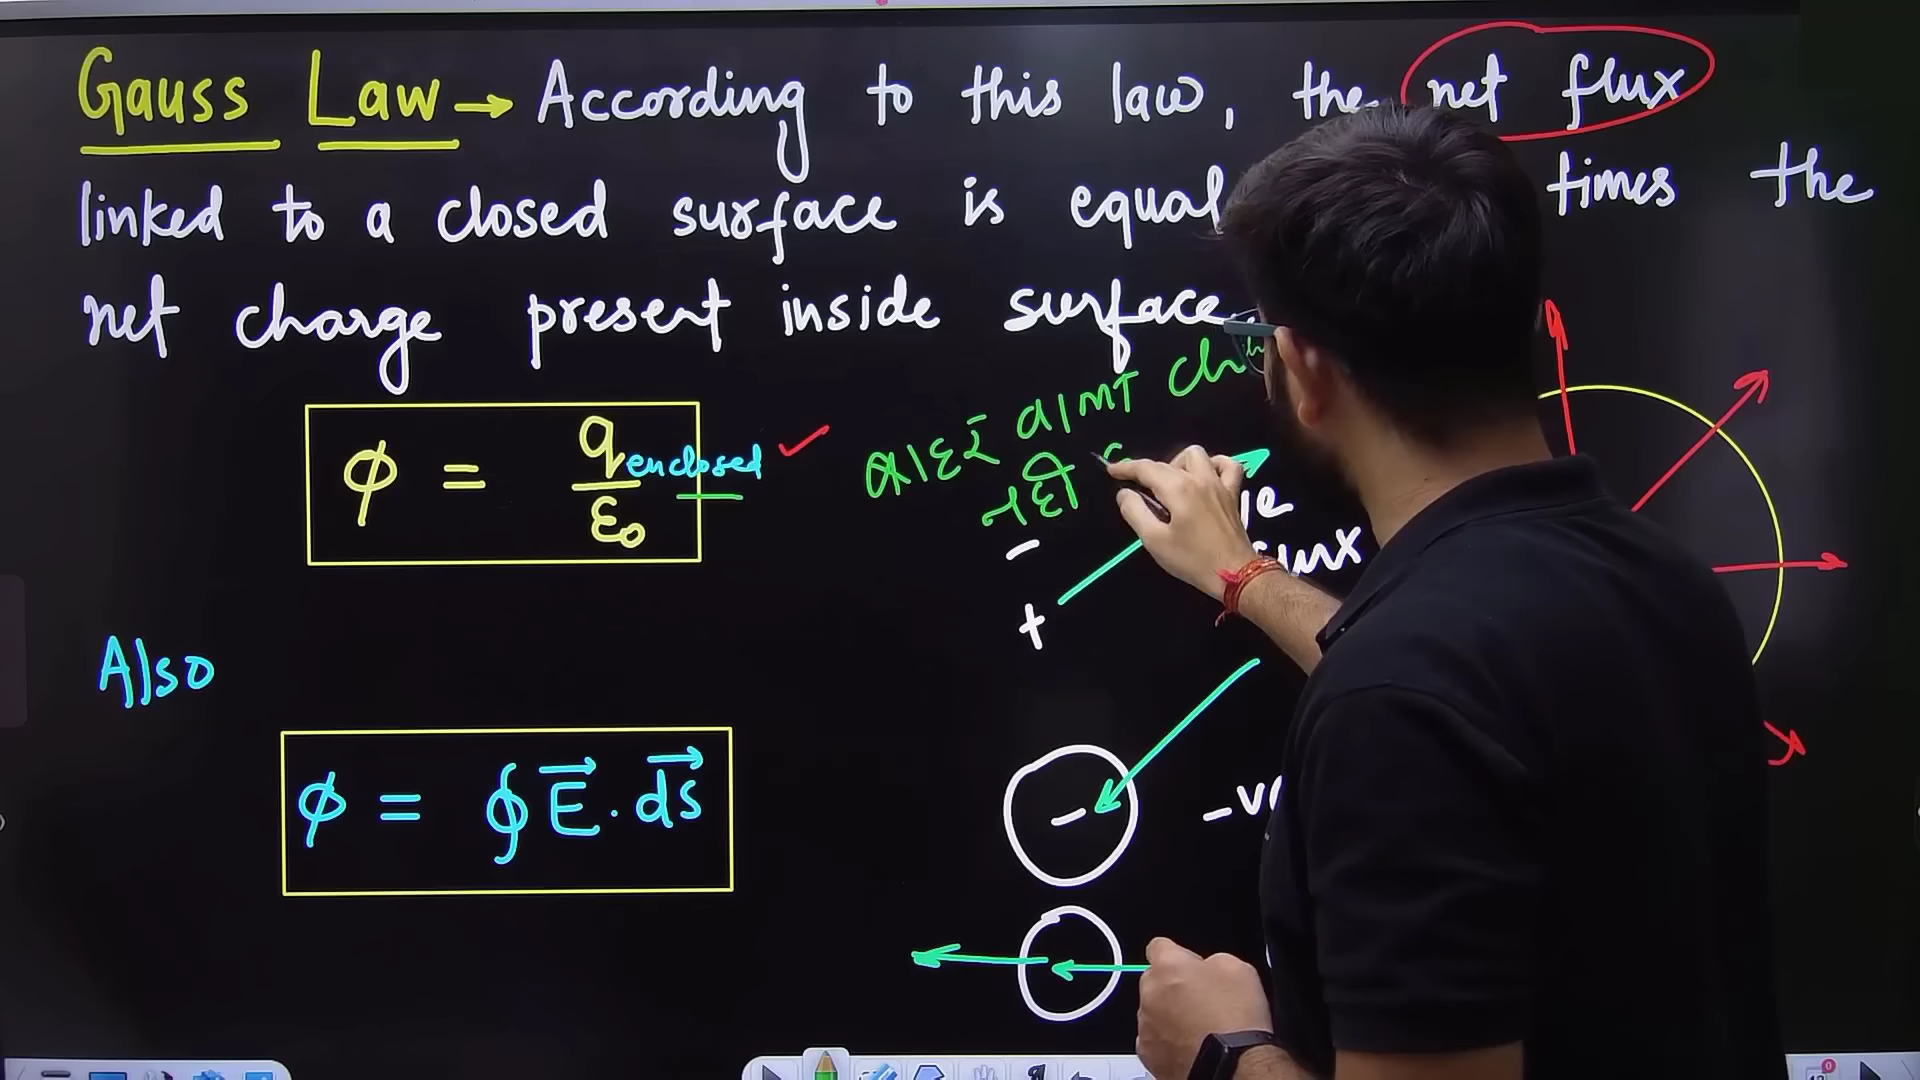 Gauss Law → According to this law, the net flux
linked to a closed surface is equal times the
net charge present inside surface
बाहर वाला
नही
ϕ = q enclosed / ε₀ ✓
-
+
flux
Also
ϕ = ∮ E⃗ . ds⃗
-